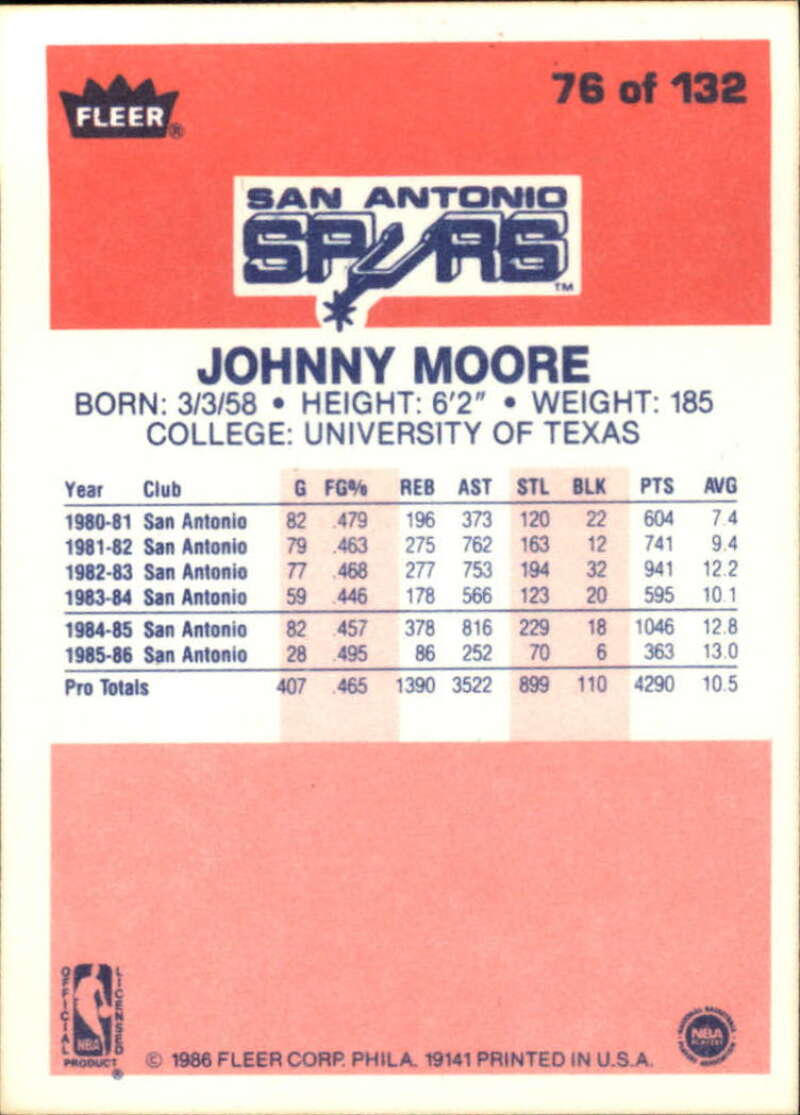 76 of 132
FLEER®
SAN ANTONIO
SPURS
TM
JOHNNY MOORE
BORN: 3/3/58 • HEIGHT: 6'2" • WEIGHT: 185
COLLEGE: UNIVERSITY OF TEXAS
Year Club G FG% REB AST STL BLK PTS AVG
1980-81 San Antonio 82 .479 196 373 120 22 604 7.4
1981-82 San Antonio 79 .463 275 762 163 12 741 9.4
1982-83 San Antonio 77 .468 277 753 194 32 941 12.2
1983-84 San Antonio 59 .446 178 566 123 20 595 10.1
1984-85 San Antonio 82 .457 378 816 229 18 1046 12.8
1985-86 San Antonio 28 .495 86 252 70 6 363 13.0
Pro Totals 407 .465 1390 3522 899 110 4290 10.5
OFFICIAL
LICENSED
NBA
PRODUCT
®
© 1986 FLEER CORP. PHILA. 19141 PRINTED IN U.S.A.
NATIONAL BASKETBALL
NBA
PLAYERS
PLAYERS ASSOCIATION